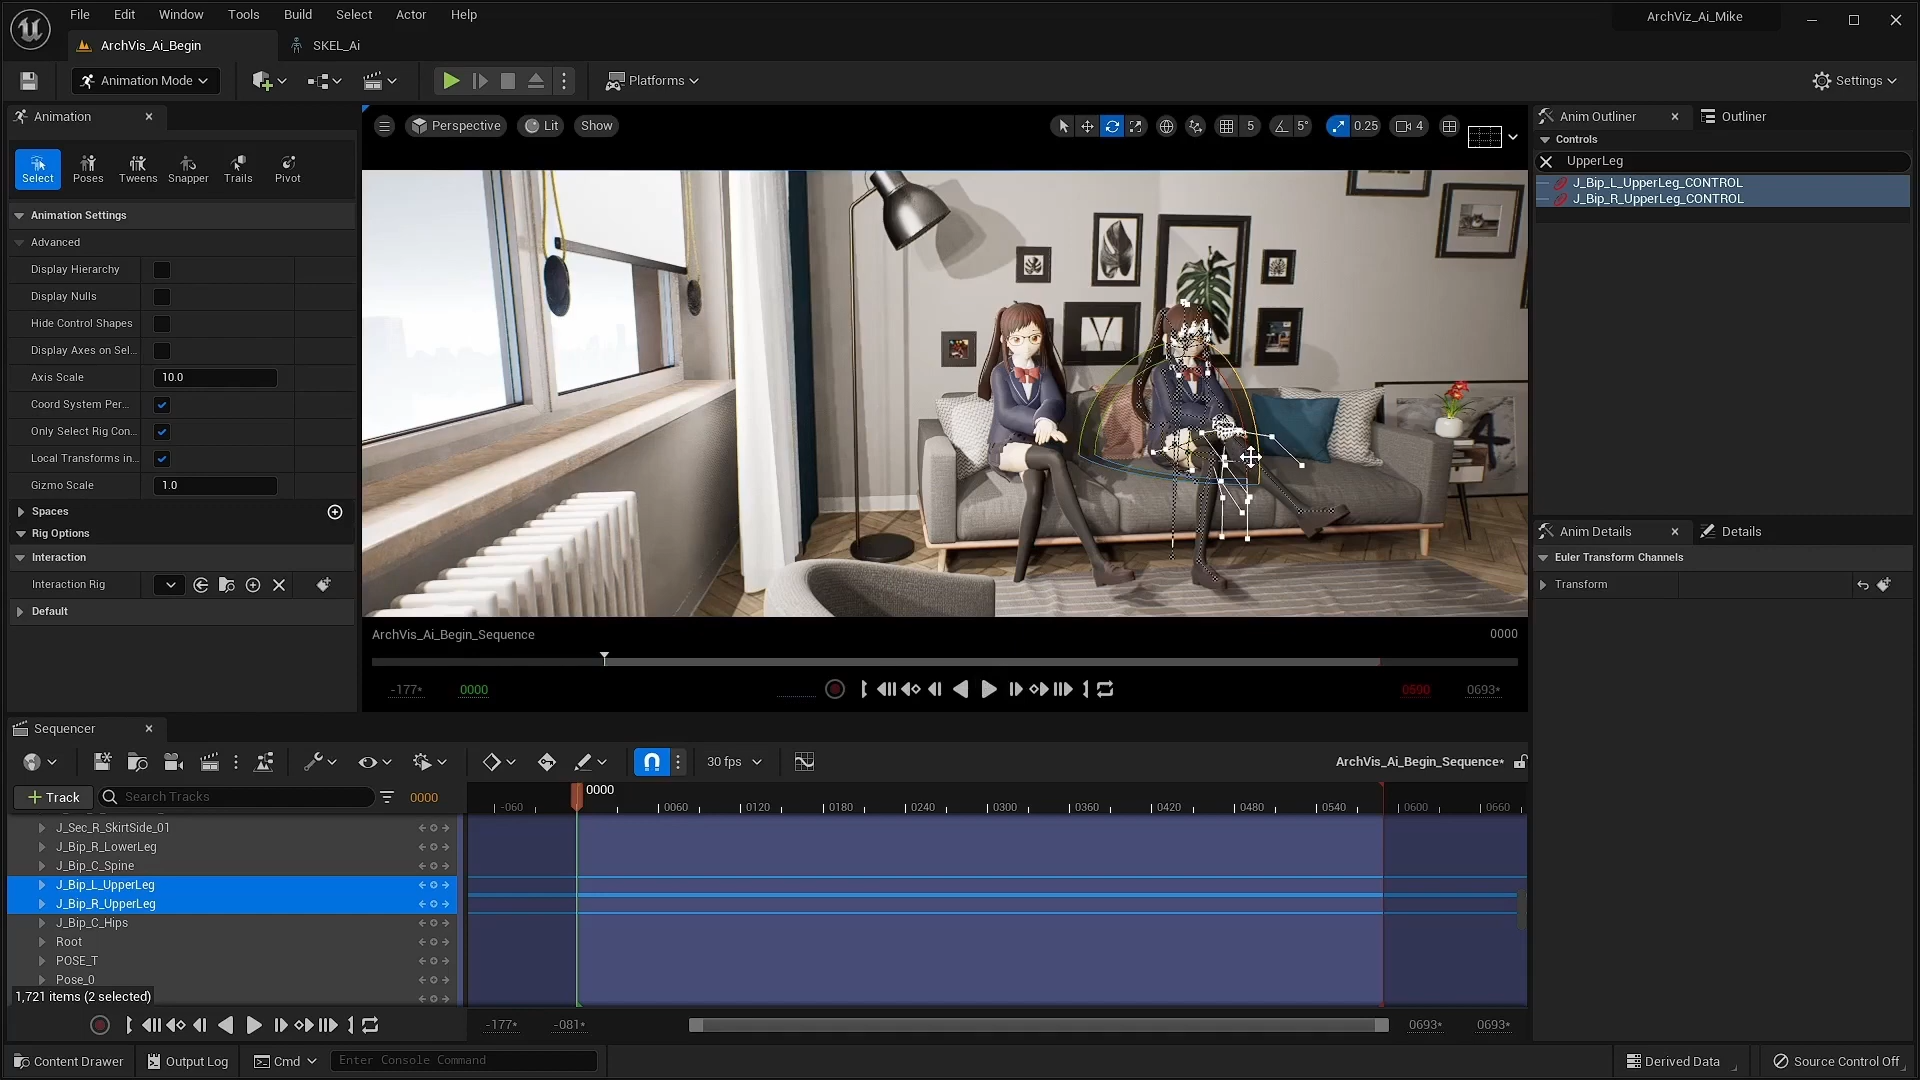 File Edit Window Tools Build Select Actor Help
ArchViz_Ai_Mike
ArchVis_Ai_Begin
SKEL_Ai
Animation Mode
Platforms
Settings
Animation
Select
Poses
Tweens
Snapper
Trails
Pivot
Animation Settings
Advanced
Display Hierarchy
Display Nulls
Hide Control Shapes
Display Axes on Sel...
Axis Scale 10.0
Coord System Per...
Only Select Rig Con...
Local Transforms in...
Gizmo Scale 1.0
Spaces
Rig Options
Interaction
Interaction Rig
Default
Perspective
Lit
Show
5
5°
0.25
4
ArchVis_Ai_Begin_Sequence
0000
-177*
0000
0590
0693*
Anim Outliner
Outliner
Controls
UpperLeg
J_Bip_L_UpperLeg_CONTROL
J_Bip_R_UpperLeg_CONTROL
Anim Details
Details
Euler Transform Channels
Transform
Sequencer
30 fps
ArchVis_Ai_Begin_Sequence*
Track
Search Tracks
0000
0000
-060 0060 0120 0180 0240 0300 0360 0420 0480 0540 0600 0660
J_Sec_R_SkirtSide_01
J_Bip_R_LowerLeg
J_Bip_C_Spine
J_Bip_L_UpperLeg
J_Bip_R_UpperLeg
J_Bip_C_Hips
Root
POSE_T
Pose_0
1,721 items (2 selected)
-177* -081* 0693* 0693*
Content Drawer
Output Log
Cmd
Enter Console Command
Derived Data
Source Control Off